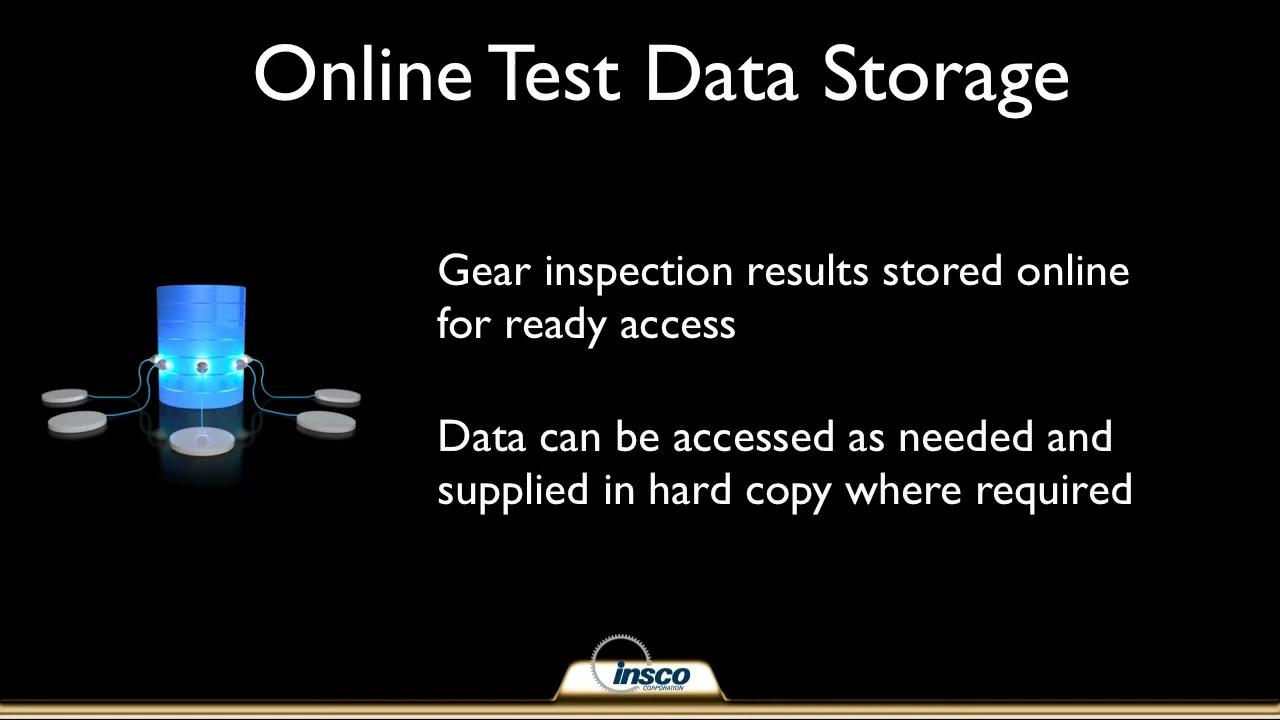 Online Test Data Storage
Gear inspection results stored online
for ready access
Data can be accessed as needed and
supplied in hard copy where required
insco
CORPORATION